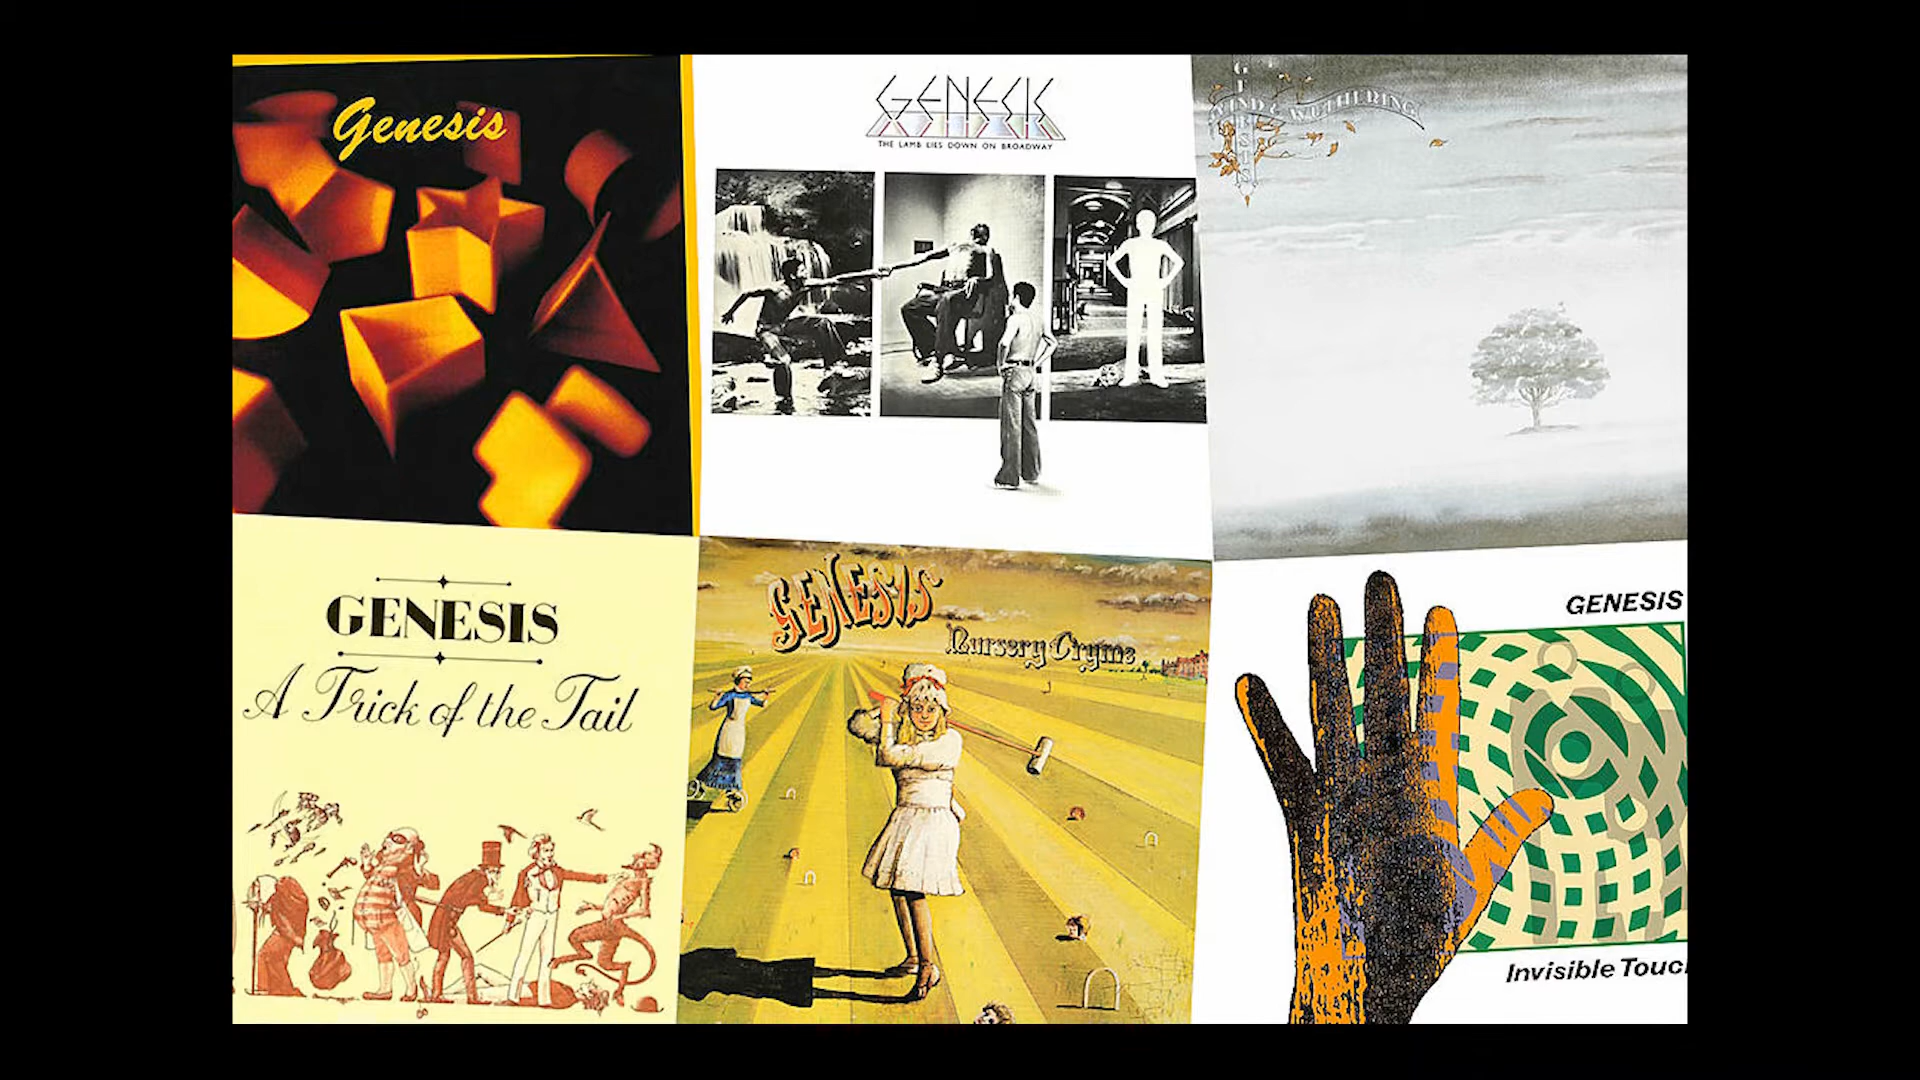 Genesis
GENESIS
THE LAMB LIES DOWN ON BROADWAY
GENESIS
WIND & WUTHERING
GENESIS
A Trick of the Tail
GENESIS
Nursery Cryme
GENESIS
Invisible Touc